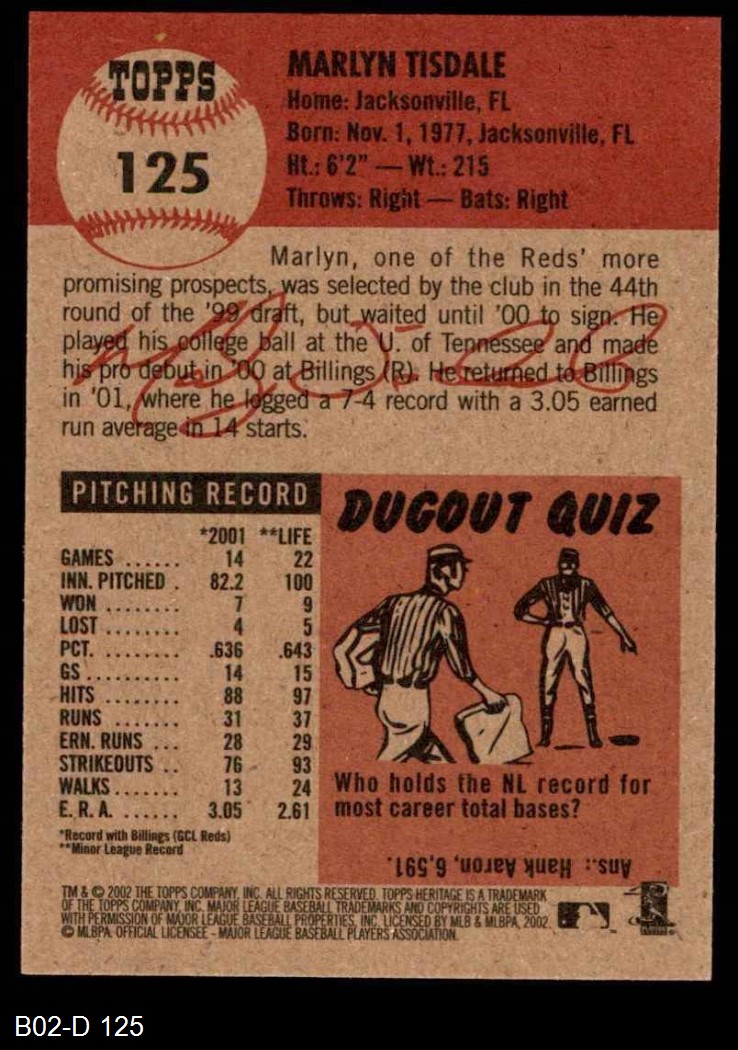 TOPPS
125
MARLYN TISDALE
Home: Jacksonville, FL
Born: Nov. 1, 1977, Jacksonville, FL
Ht.: 6'2" — Wt.: 215
Throws: Right — Bats: Right
Marlyn, one of the Reds' more
promising prospects, was selected by the club in the 44th
round of the '99 draft, but waited until '00 to sign. He
played his college ball at the U. of Tennessee and made
his pro debut in '00 at Billings (R). He returned to Billings
in '01, where he logged a 7-4 record with a 3.05 earned
run average in 14 starts.
PITCHING RECORD
*2001 **LIFE
GAMES ...... 14 22
INN. PITCHED . 82.2 100
WON ........ 7 9
LOST ........ 4 5
PCT. ........ .636 .643
GS .......... 14 15
HITS ........ 88 97
RUNS ....... 31 37
ERN. RUNS ... 28 29
STRIKEOUTS .. 76 93
WALKS....... 13 24
E.R.A. ...... 3.05 2.61
*Record with Billings (GCL Reds)
**Minor League Record
DUGOUT QUIZ
Who holds the NL record for
most career total bases?
Ans.: Hank Aaron, 6,591.
TM & © 2002 THE TOPPS COMPANY, INC. ALL RIGHTS RESERVED. TOPPS HERITAGE IS A TRADEMARK
OF THE TOPPS COMPANY, INC. MAJOR LEAGUE BASEBALL TRADEMARKS AND COPYRIGHTS ARE USED
WITH PERMISSION OF MAJOR LEAGUE BASEBALL PROPERTIES, INC. LICENSED BY MLB & MLBPA, 2002.
© MLBPA. OFFICIAL LICENSEE - MAJOR LEAGUE BASEBALL PLAYERS ASSOCIATION.
B02-D 125